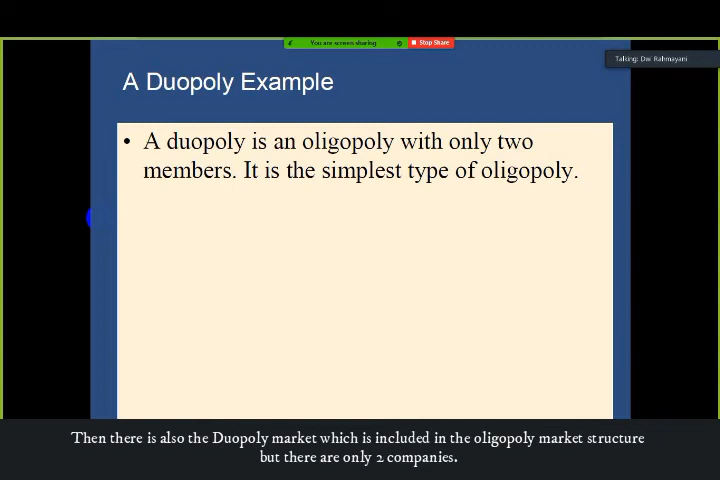 You are screen sharing Stop Share
Talking: Dwi Rahmayani
A Duopoly Example
• A duopoly is an oligopoly with only two
members. It is the simplest type of oligopoly.
Then there is also the Duopoly market which is included in the oligopoly market structure
but there are only 2 companies.